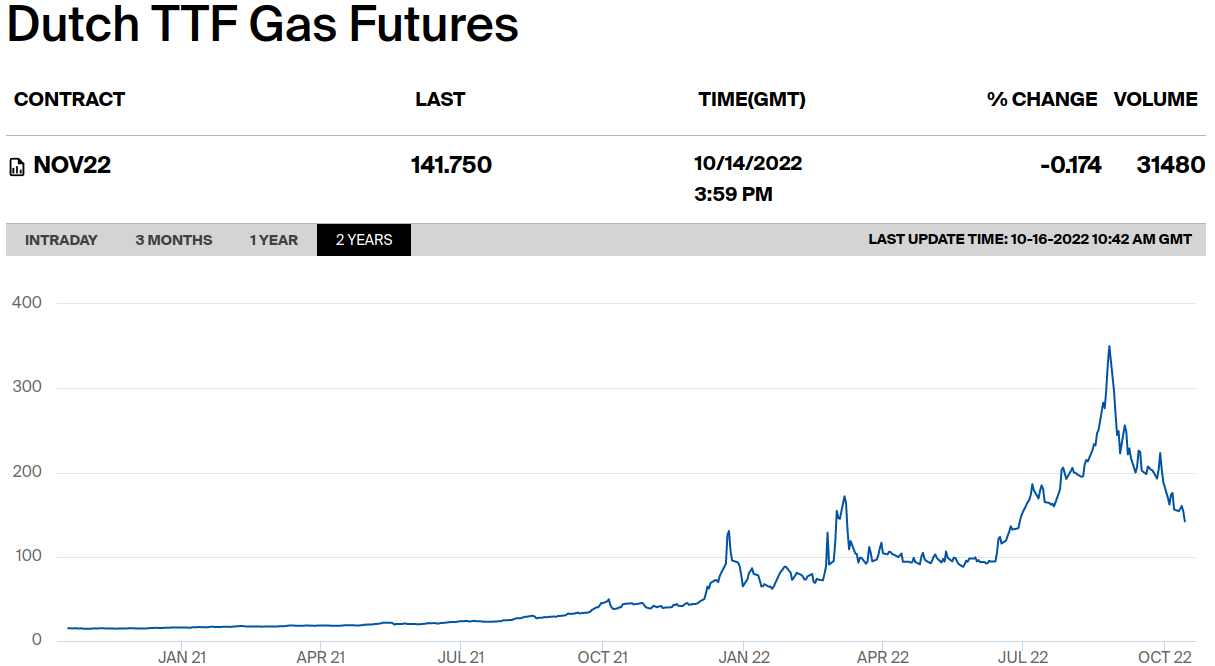 Dutch TTF Gas Futures
CONTRACT LAST TIME(GMT) % CHANGE VOLUME
NOV22 141.750 10/14/2022 -0.174 31480
3:59 PM
INTRADAY 3 MONTHS 1 YEAR 2 YEARS LAST UPDATE TIME: 10-16-2022 10:42 AM GMT
400
300
200
100
0
JAN 21 APR 21 JUL 21 OCT 21 JAN 22 APR 22 JUL 22 OCT 22